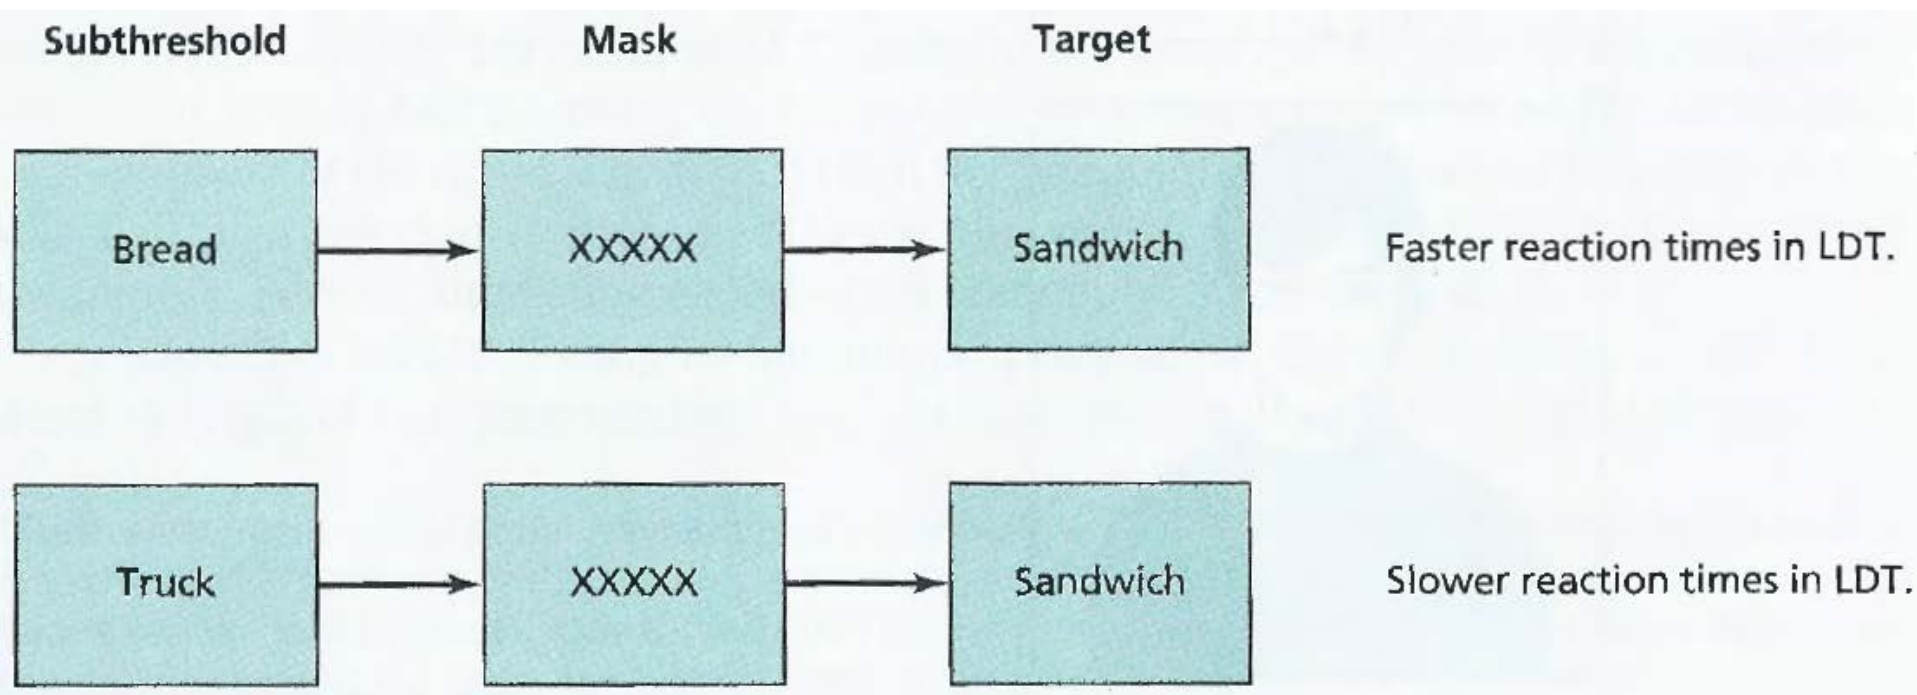 Subthreshold Mask Target
Bread XXXXX Sandwich Faster reaction times in LDT.
Truck XXXXX Sandwich Slower reaction times in LDT.